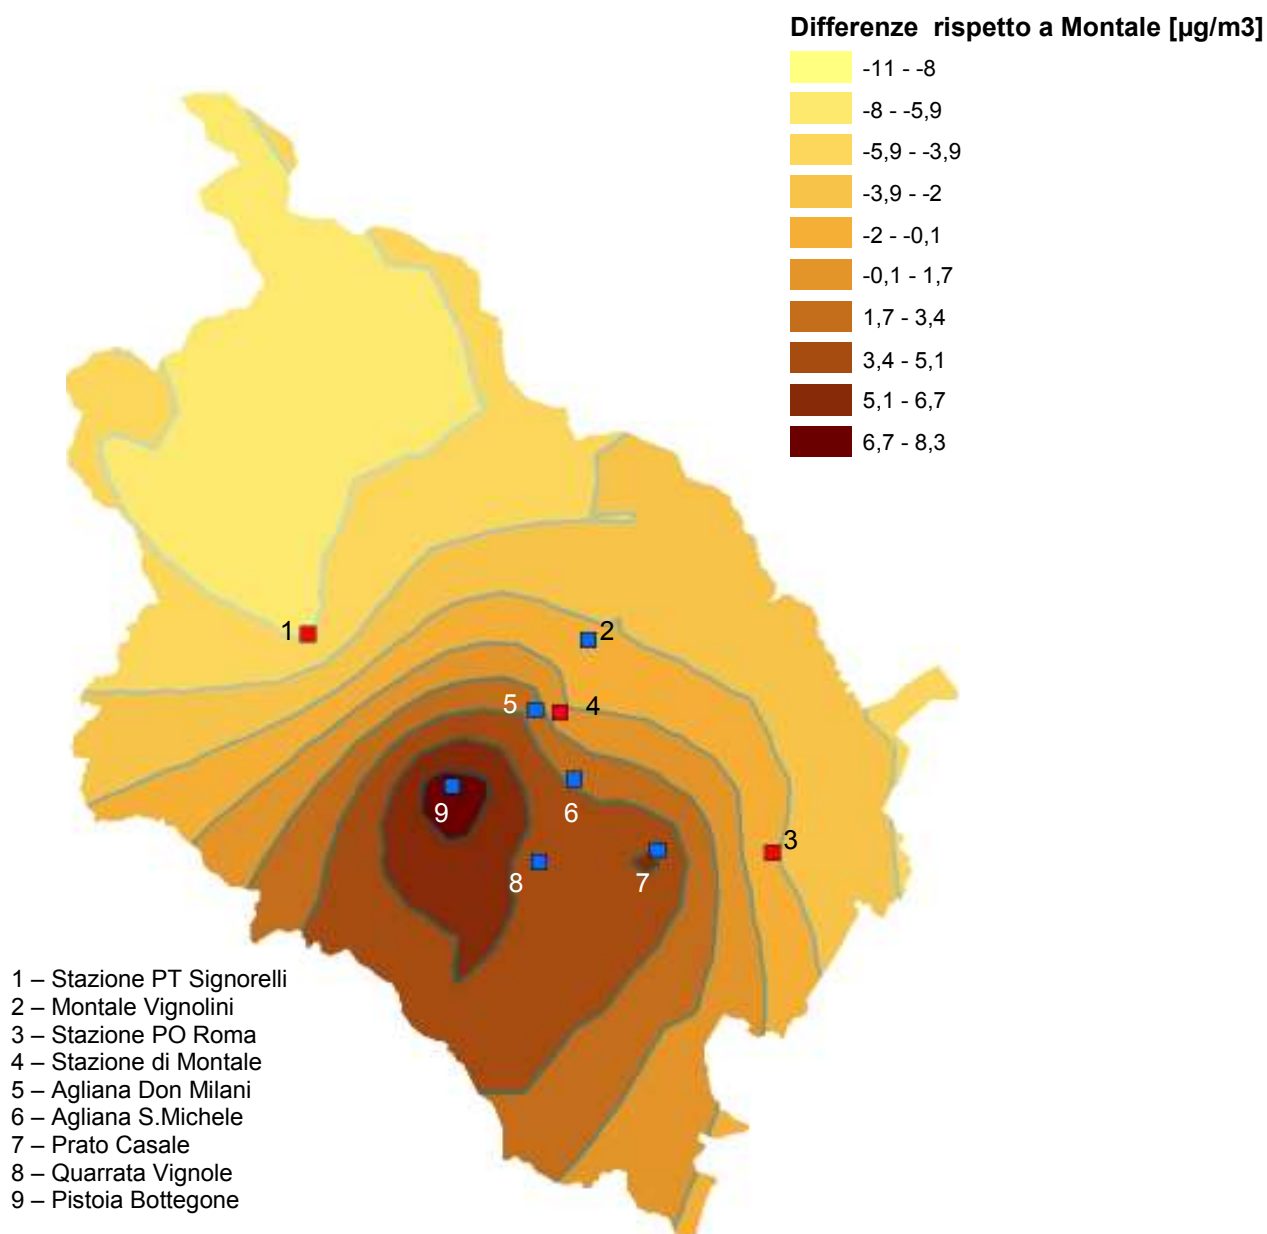 Differenze rispetto a Montale [µg/m3]
-11 - -8
-8 - -5,9
-5,9 - -3,9
-3,9 - -2
-2 - -0,1
-0,1 - 1,7
1,7 - 3,4
3,4 - 5,1
5,1 - 6,7
6,7 - 8,3
1
2
5
4
9
6
3
8
7
1 – Stazione PT Signorelli
2 – Montale Vignolini
3 – Stazione PO Roma
4 – Stazione di Montale
5 – Agliana Don Milani
6 – Agliana S.Michele
7 – Prato Casale
8 – Quarrata Vignole
9 – Pistoia Bottegone